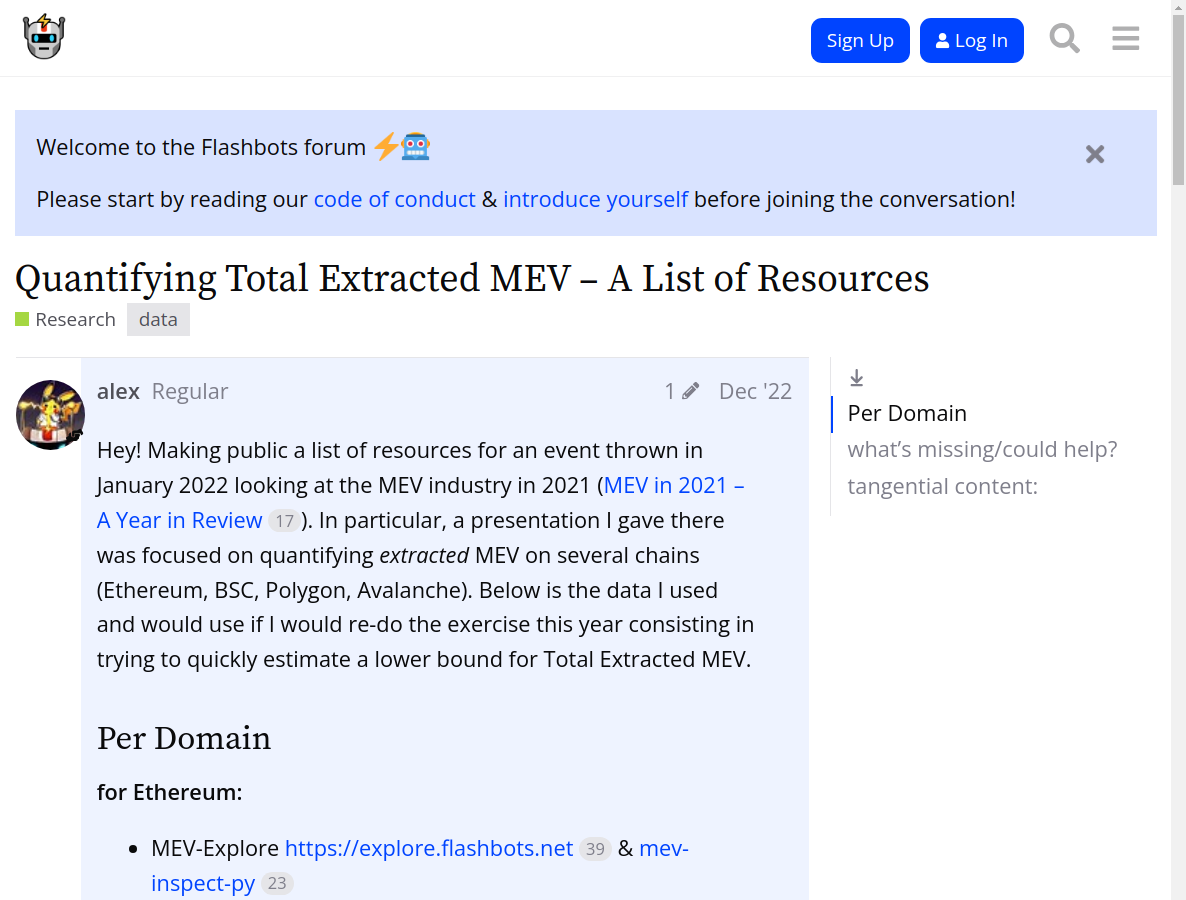 Sign Up
Log In
Welcome to the Flashbots forum
Please start by reading our code of conduct & introduce yourself before joining the conversation!
Quantifying Total Extracted MEV – A List of Resources
Research data
alex Regular 1 Dec '22
Hey! Making public a list of resources for an event thrown in
January 2022 looking at the MEV industry in 2021 (MEV in 2021 –
A Year in Review 17). In particular, a presentation I gave there
was focused on quantifying extracted MEV on several chains
(Ethereum, BSC, Polygon, Avalanche). Below is the data I used
and would use if I would re-do the exercise this year consisting in
trying to quickly estimate a lower bound for Total Extracted MEV.
Per Domain
for Ethereum:
MEV-Explore https://explore.flashbots.net 39 & mev-
inspect-py 23
Per Domain
what’s missing/could help?
tangential content: